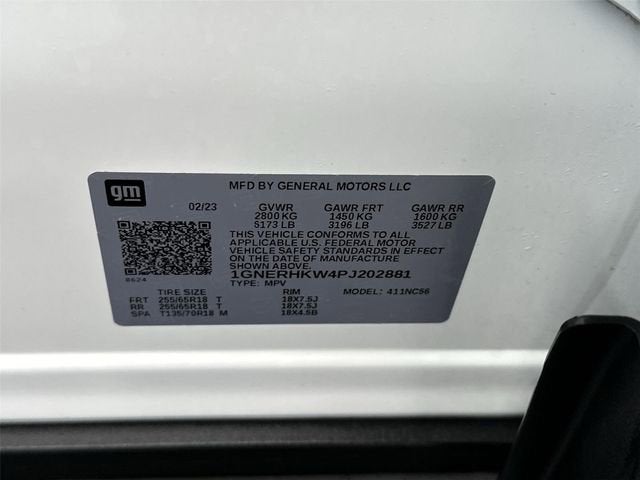 gm
MFD BY GENERAL MOTORS LLC
02/23 GVWR GAWR FRT GAWR RR
2800 KG 1450 KG 1600 KG
5173 LB 3196 LB 3527 LB
THIS VEHICLE CONFORMS TO ALL
APPLICABLE U.S. FEDERAL MOTOR
VEHICLE SAFETY STANDARDS IN EFFECT
ON THE DATE OF MANUFACTURE
SHOWN ABOVE.
1GNERHKW4PJ202881
0624
TYPE: MPV
TIRE SIZE RIM MODEL: 411NC56
FRT 255/65R18 T 18X7.5J
RR 255/65R18 T 18X7.5J
SPA T135/70R18 M 18X4.5B